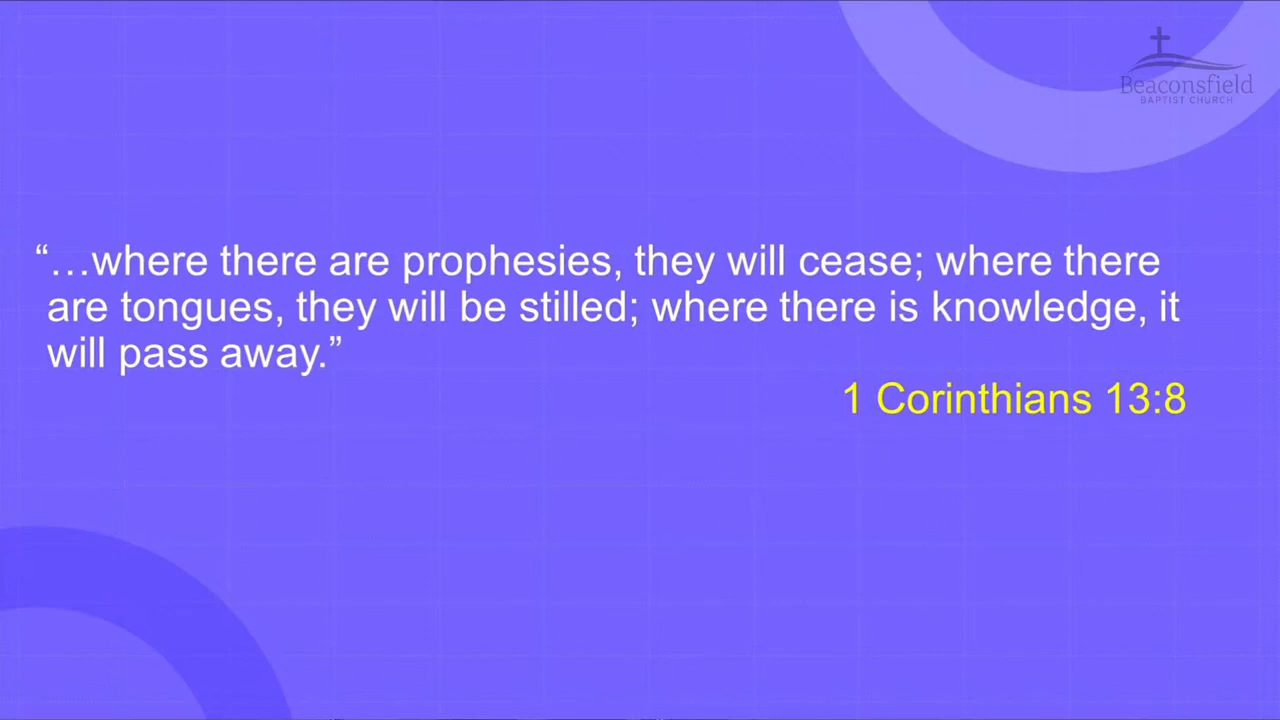 Beaconsfield
BAPTIST CHURCH
“…where there are prophesies, they will cease; where there
are tongues, they will be stilled; where there is knowledge, it
will pass away.”
1 Corinthians 13:8